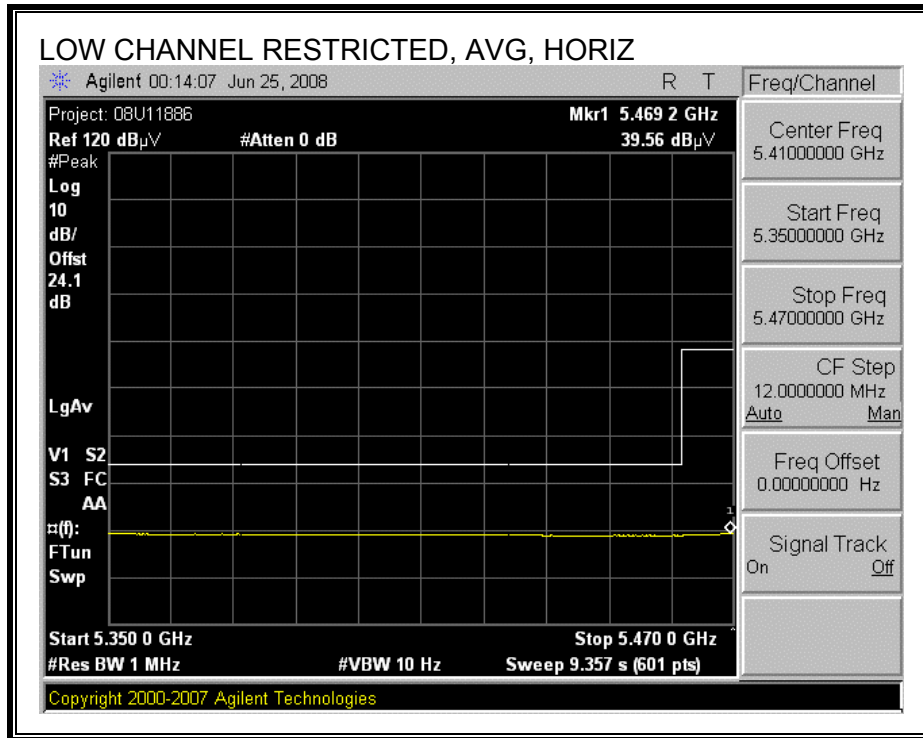 LOW CHANNEL RESTRICTED, AVG, HORIZ
Agilent 00:14:07 Jun 25, 2008 R T
Freq/Channel
Project: 08U11886 Mkr1 5.469 2 GHz
Ref 120 dBµV #Atten 0 dB 39.56 dBµV
#Peak
Log
10
dB/
Offst
24.1
dB
LgAv
V1 S2
S3 FC
AA
¤(f):
FTun
Swp
1
Start 5.350 0 GHz Stop 5.470 0 GHz
#Res BW 1 MHz #VBW 10 Hz Sweep 9.357 s (601 pts)
Copyright 2000-2007 Agilent Technologies
Center Freq
5.41000000 GHz
Start Freq
5.35000000 GHz
Stop Freq
5.47000000 GHz
CF Step
12.0000000 MHz
Auto Man
Freq Offset
0.00000000 Hz
Signal Track
On Off